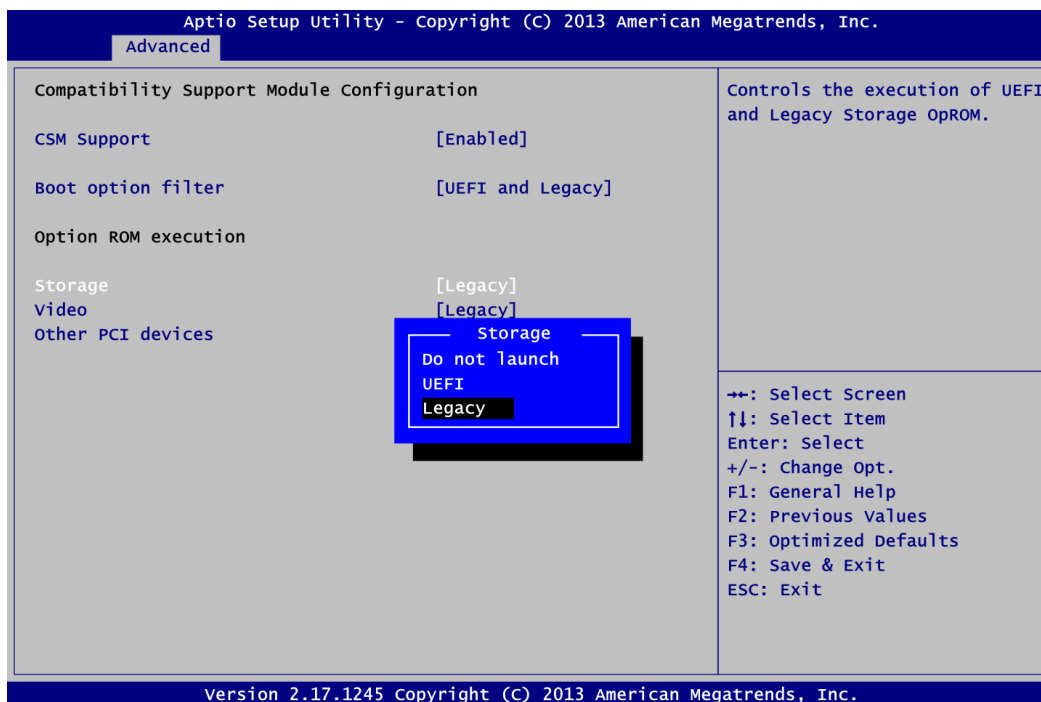 Aptio Setup Utility - Copyright (C) 2013 American Megatrends, Inc.
Advanced
Compatibility Support Module Configuration
CSM Support [Enabled]
Boot option filter [UEFI and Legacy]
Option ROM execution
Storage [Legacy]
Video [Legacy]
Other PCI devices
Storage
Do not launch
UEFI
Legacy
Controls the execution of UEFI
and Legacy Storage OpROM.
→←: Select Screen
↑↓: Select Item
Enter: Select
+/-: Change Opt.
F1: General Help
F2: Previous Values
F3: Optimized Defaults
F4: Save & Exit
ESC: Exit
Version 2.17.1245 Copyright (C) 2013 American Megatrends, Inc.